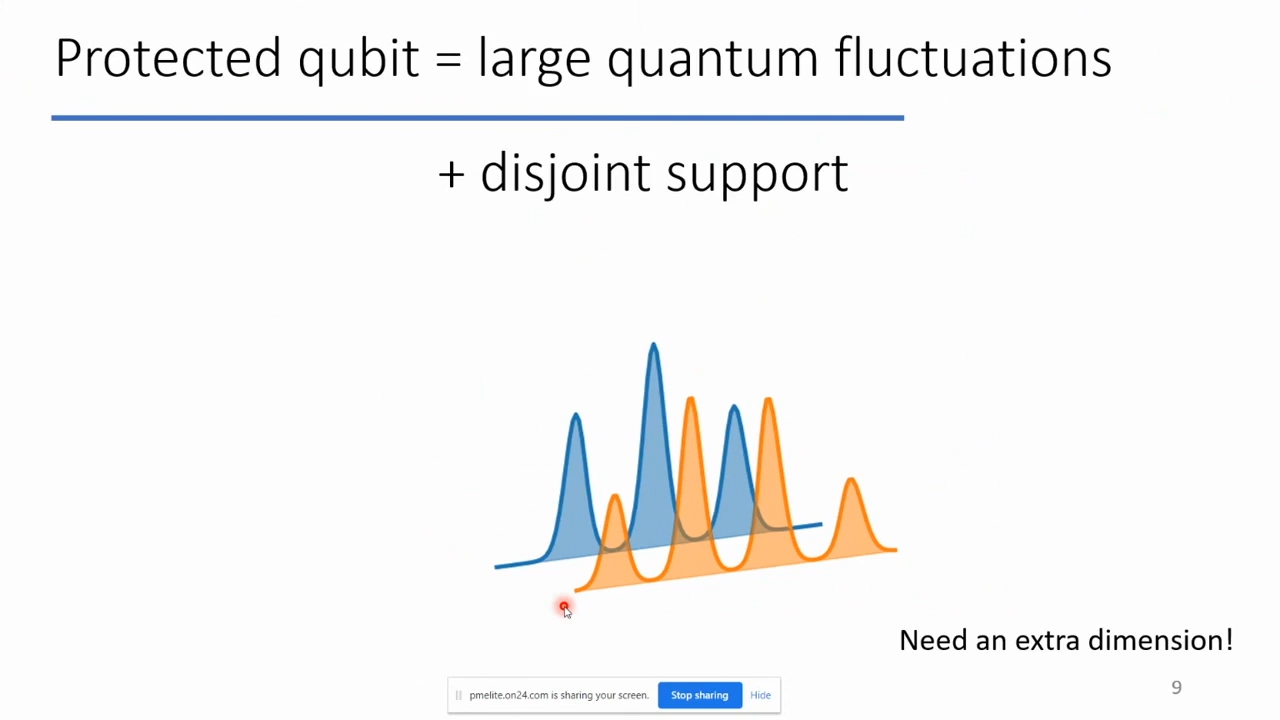 Protected qubit = large quantum fluctuations
+ disjoint support
Need an extra dimension!
pmelite.on24.com is sharing your screen.
Stop sharing
Hide
9